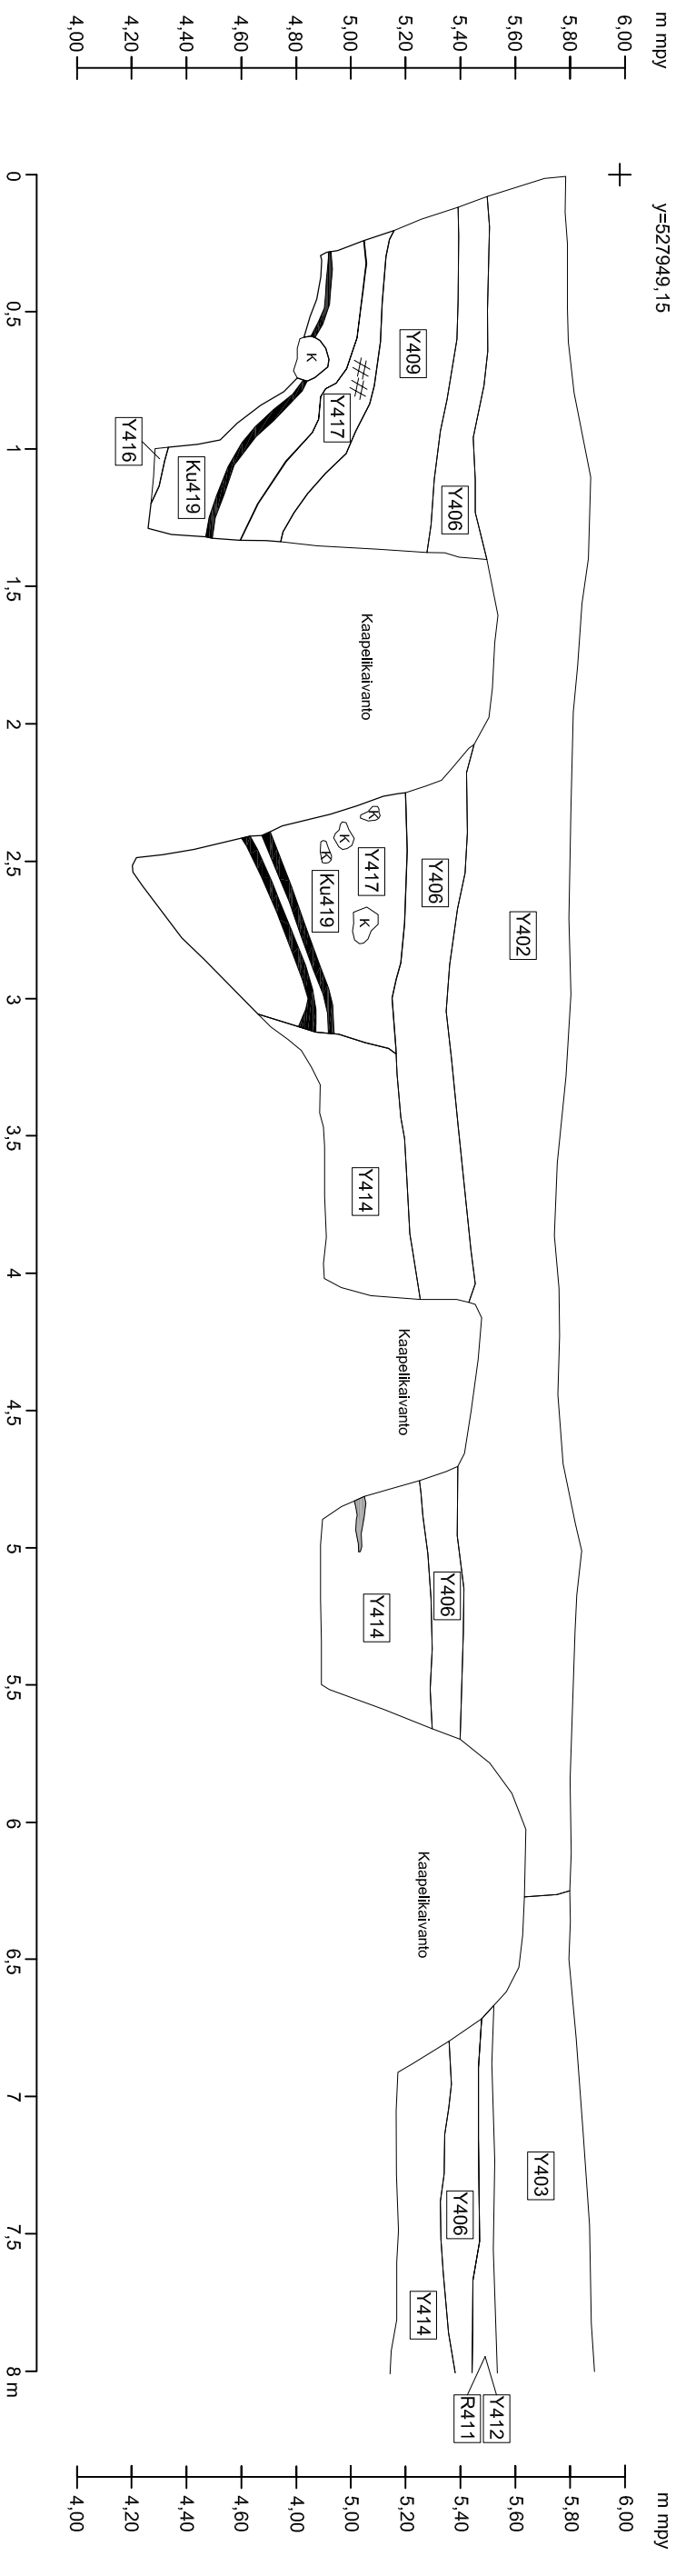 m mpy
6,00
5,80
5,60
5,40
5,20
5,00
4,80
4,60
4,40
4,20
4,00
y=527949,15
Y409
Y417
Y406
Y416
Ku419
K
Kaapelikaivanto
Y402
Y406
Y417
Ku419
K
K
K
K
Y414
Kaapelikaivanto
Y406
Y414
Kaapelikaivanto
Y403
Y406
Y414
Y412
R411
0
0,5
1
1,5
2
2,5
3
3,5
4
4,5
5
5,5
6
6,5
7
7,5
8 m
m mpy
6,00
5,80
5,60
5,40
5,20
5,00
4,00
4,60
4,40
4,20
4,00